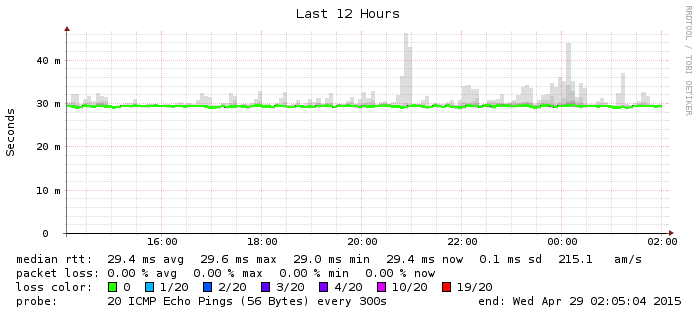 Last 12 Hours
RRDTOOL / TOBI OETIKER
Seconds
40 m
30 m
20 m
10 m
0
16:00 18:00 20:00 22:00 00:00 02:00
median rtt: 29.4 ms avg 29.6 ms max 29.0 ms min 29.4 ms now 0.1 ms sd 215.1 am/s
packet loss: 0.00 % avg 0.00 % max 0.00 % min 0.00 % now
loss color: 0 1/20 2/20 3/20 4/20 10/20 19/20
probe: 20 ICMP Echo Pings (56 Bytes) every 300s end: Wed Apr 29 02:05:04 2015